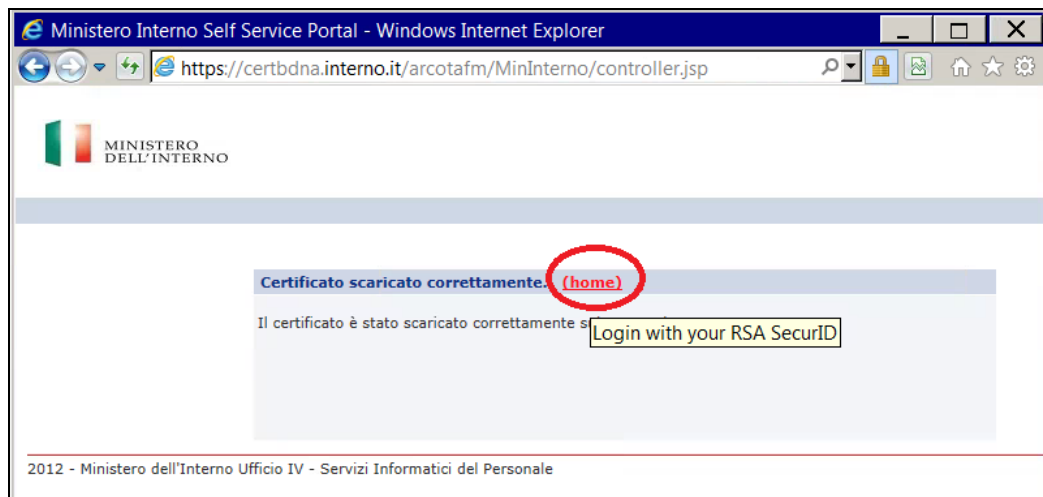 Ministero Interno Self Service Portal - Windows Internet Explorer
https://certbdna.interno.it/arcotafm/MinInterno/controller.jsp
MINISTERO
DELL'INTERNO
Certificato scaricato correttamente. (home)
Il certificato è stato scaricato correttamente
Login with your RSA SecurID
2012 - Ministero dell'Interno Ufficio IV - Servizi Informatici del Personale